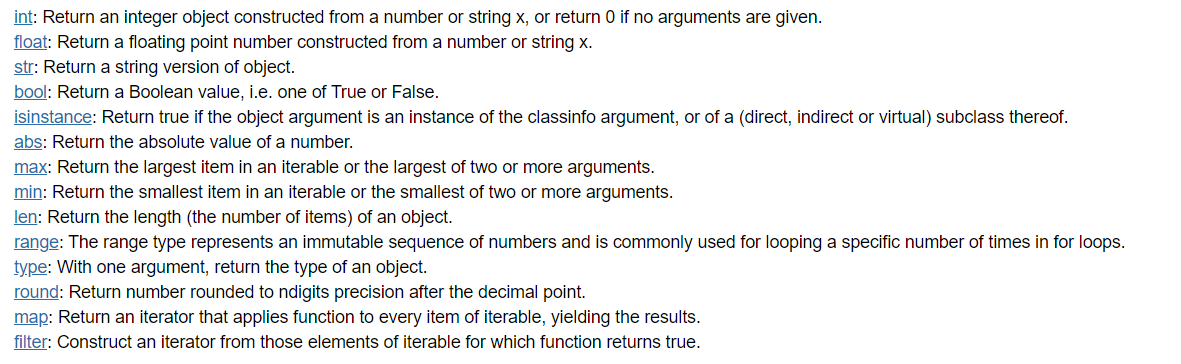 int: Return an integer object constructed from a number or string x, or return 0 if no arguments are given.
float: Return a floating point number constructed from a number or string x.
str: Return a string version of object.
bool: Return a Boolean value, i.e. one of True or False.
isinstance: Return true if the object argument is an instance of the classinfo argument, or of a (direct, indirect or virtual) subclass thereof.
abs: Return the absolute value of a number.
max: Return the largest item in an iterable or the largest of two or more arguments.
min: Return the smallest item in an iterable or the smallest of two or more arguments.
len: Return the length (the number of items) of an object.
range: The range type represents an immutable sequence of numbers and is commonly used for looping a specific number of times in for loops.
type: With one argument, return the type of an object.
round: Return number rounded to ndigits precision after the decimal point.
map: Return an iterator that applies function to every item of iterable, yielding the results.
filter: Construct an iterator from those elements of iterable for which function returns true.